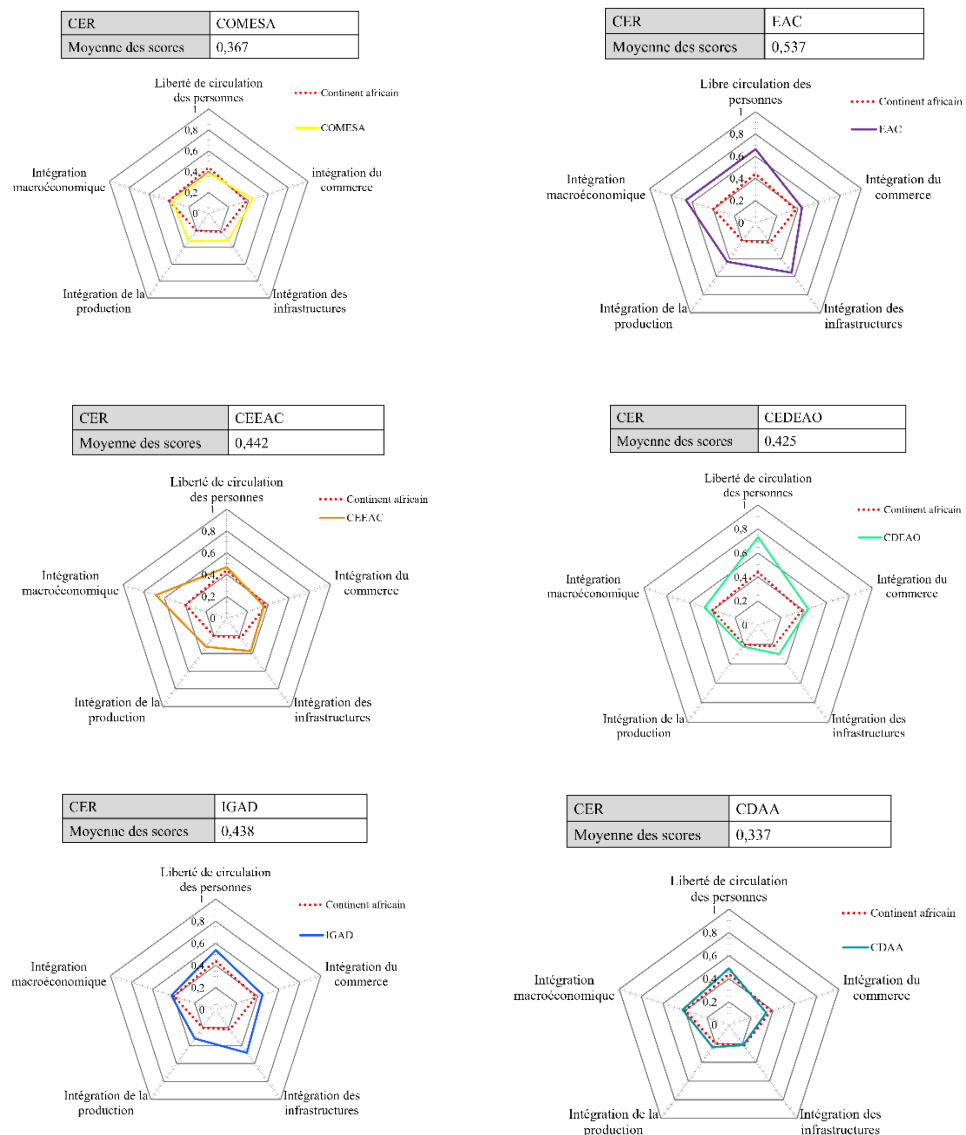 CER COMESA
Moyenne des scores 0,367
Liberté de circulation
des personnes
1
0,8
0,6
0,4
0,2
0
Continent africain
COMESA
Intégration
macroéconomique
intégration du
commerce
Intégration de la
production
Intégration des
infrastructures
CER EAC
Moyenne des scores 0,537
Libre circulation des
personnes
1
0,8
0,6
0,4
0,2
0
Continent africain
EAC
Intégration
macroéconomique
Intégration du
commerce
Intégration de la
production
Intégration des
infrastructures
CER CEEAC
Moyenne des scores 0,442
Liberté de circulation
des personnes
1
0,8
0,6
0,4
0,2
0
Continent africain
CEEAC
Intégration
macroéconomique
Intégration du
commerce
Intégration de la
production
Intégration des
infrastructures
CER CEDEAO
Moyenne des scores 0,425
Liberté de circulation
des personnes
1
0,8
0,6
0,4
0,2
0
Continent africain
CDEAO
Intégration
macroéconomique
Intégration du
commerce
Intégration de la
production
Intégration des
infrastructures
CER IGAD
Moyenne des scores 0,438
Liberté de circulation
des personnes
1
0,8
0,6
0,4
0,2
0
Continent africain
IGAD
Intégration
macroéconomique
Intégration du
commerce
Intégration de la
production
Intégration des
infrastructures
CER CDAA
Moyenne des scores 0,337
Liberté de circulation
des personnes
1
0,8
0,6
0,4
0,2
0
Continent africain
CDAA
Intégration
macroéconomique
Intégration du
commerce
Intégration de la
production
Intégration des
infrastructures